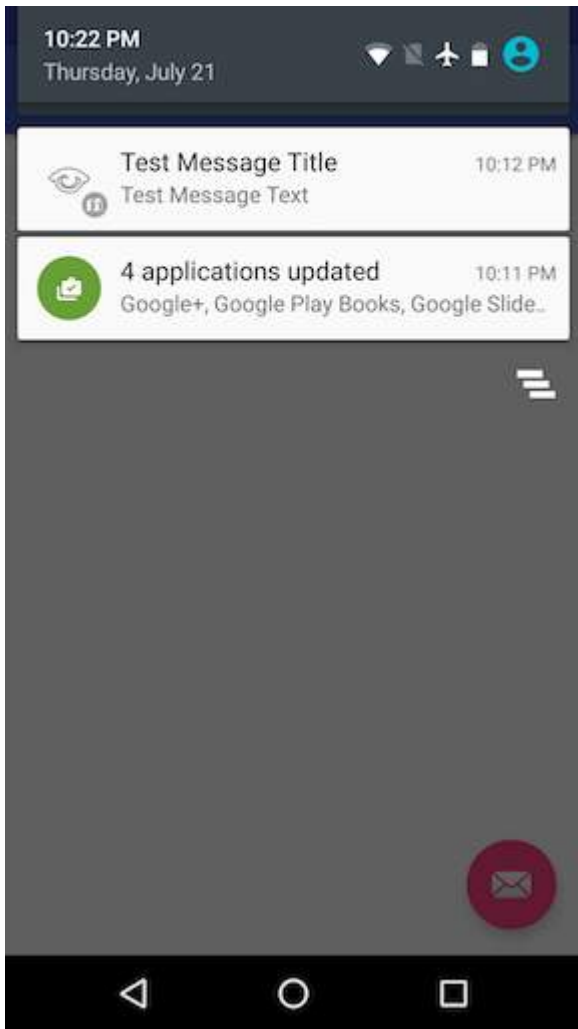 10:22 PM
Thursday, July 21
Test Message Title 10:12 PM
Test Message Text
4 applications updated 10:11 PM
Google+, Google Play Books, Google Slide..